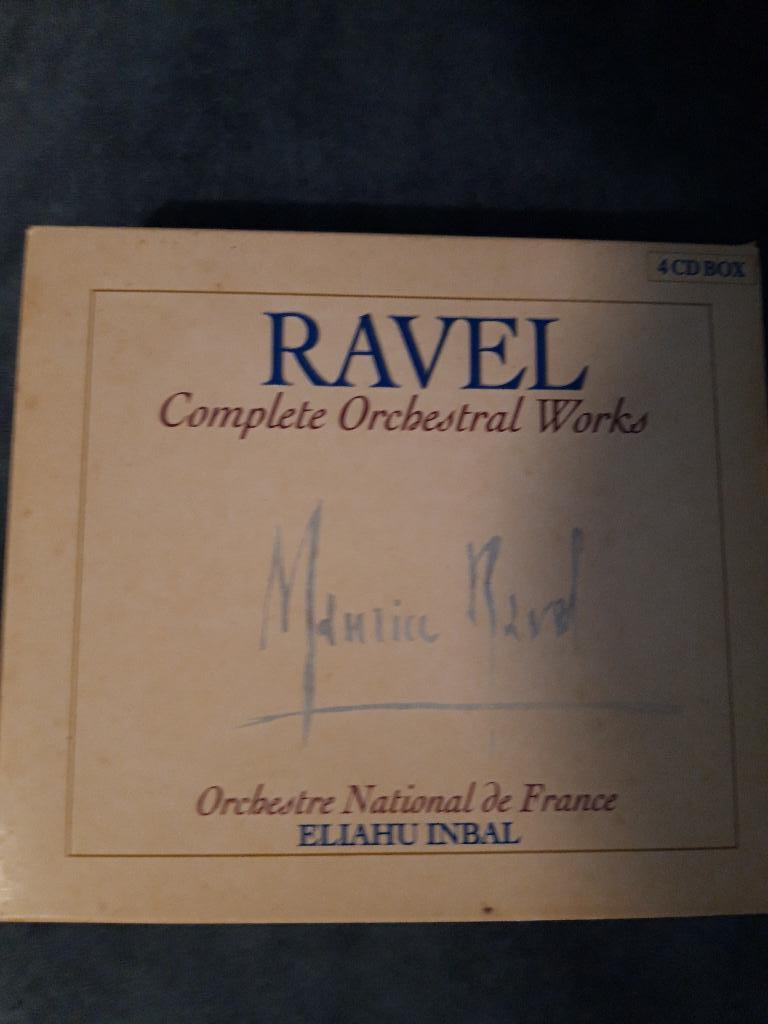 4 CD BOX
RAVEL
Complete Orchestral Works
Maurice Ravel
Orchestre National de France
ELIAHU INBAL